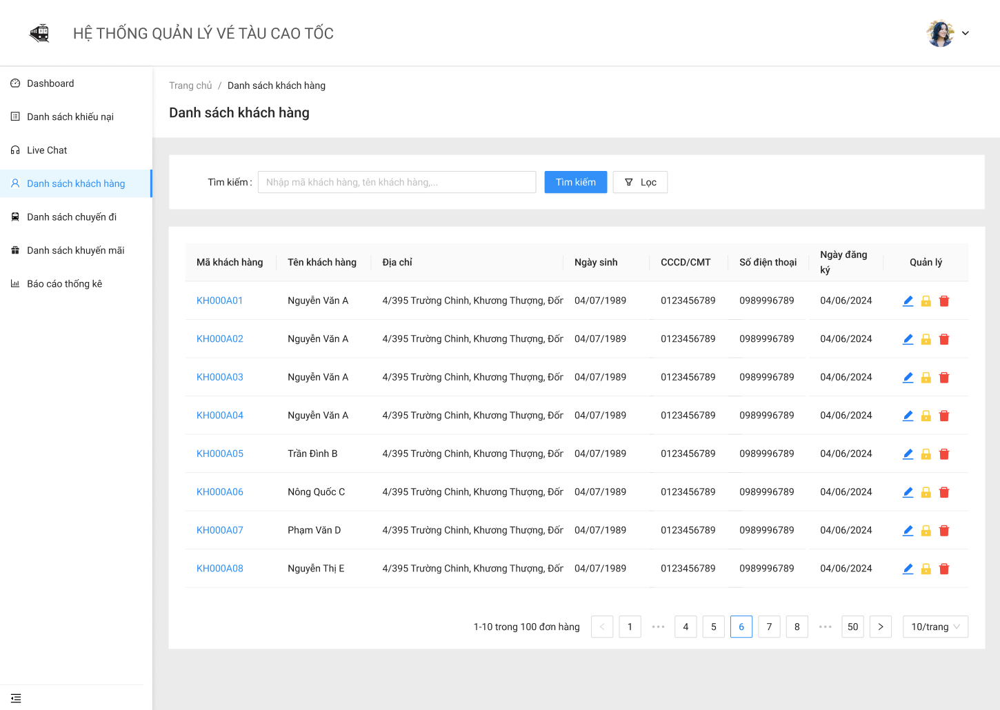 HỆ THỐNG QUẢN LÝ VÉ TÀU CAO TỐC
Dashboard
Danh sách khiếu nại
Live Chat
Danh sách khách hàng
Danh sách chuyến đi
Danh sách khuyến mãi
Báo cáo thống kê
Trang chủ / Danh sách khách hàng
Danh sách khách hàng
Tìm kiếm : Nhập mã khách hàng, tên khách hàng,... Tìm kiếm Lọc
Mã khách hàng Tên khách hàng Địa chỉ Ngày sinh CCCD/CMT Số điện thoại Ngày đăng ký Quản lý
KH000A01 Nguyễn Văn A 4/395 Trường Chinh, Khương Thượng, Đốn 04/07/1989 0123456789 0989996789 04/06/2024
KH000A02 Nguyễn Văn A 4/395 Trường Chinh, Khương Thượng, Đốn 04/07/1989 0123456789 0989996789 04/06/2024
KH000A03 Nguyễn Văn A 4/395 Trường Chinh, Khương Thượng, Đốn 04/07/1989 0123456789 0989996789 04/06/2024
KH000A04 Nguyễn Văn A 4/395 Trường Chinh, Khương Thượng, Đốn 04/07/1989 0123456789 0989996789 04/06/2024
KH000A05 Trần Đình B 4/395 Trường Chinh, Khương Thượng, Đốn 04/07/1989 0123456789 0989996789 04/06/2024
KH000A06 Nông Quốc C 4/395 Trường Chinh, Khương Thượng, Đốn 04/07/1989 0123456789 0989996789 04/06/2024
KH000A07 Phạm Văn D 4/395 Trường Chinh, Khương Thượng, Đốn 04/07/1989 0123456789 0989996789 04/06/2024
KH000A08 Nguyễn Thị E 4/395 Trường Chinh, Khương Thượng, Đốn 04/07/1989 0123456789 0989996789 04/06/2024
1-10 trong 100 đơn hàng < 1 ••• 4 5 6 7 8 ••• 50 > 10/trang